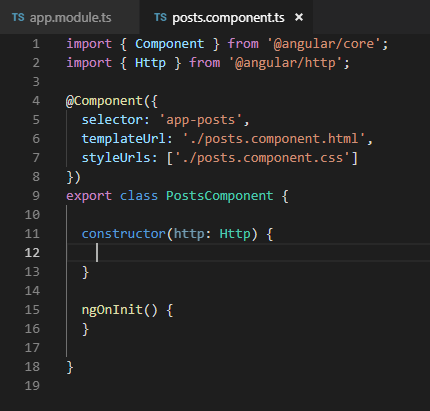 TS app.module.ts TS posts.component.ts ×
1 import { Component } from '@angular/core';
2 import { Http } from '@angular/http';
3
4 @Component({
5   selector: 'app-posts',
6   templateUrl: './posts.component.html',
7   styleUrls: ['./posts.component.css']
8 })
9 export class PostsComponent {
10
11   constructor(http: Http) {
12
13   }
14
15   ngOnInit() {
16   }
17
18 }
19